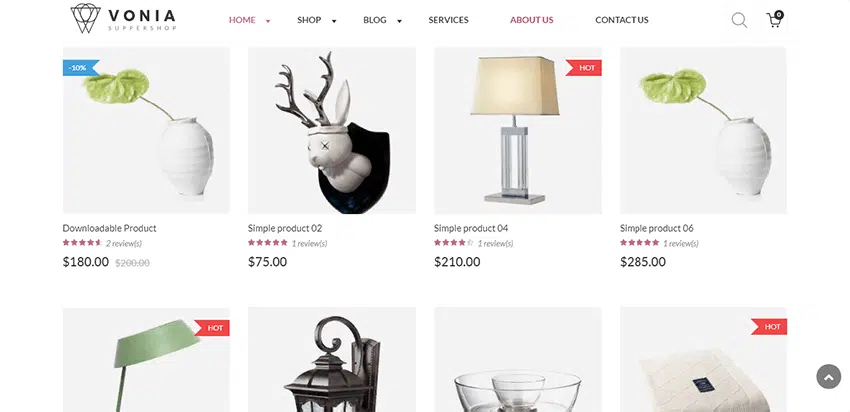 VONIA
SUPPERSHOP
HOME SHOP BLOG SERVICES ABOUT US CONTACT US
0
-10%
HOT
Downloadable Product
2 review(s)
$180.00 $200.00
Simple product 02
1 review(s)
$75.00
Simple product 04
1 review(s)
$210.00
Simple product 06
1 review(s)
$285.00
HOT
HOT